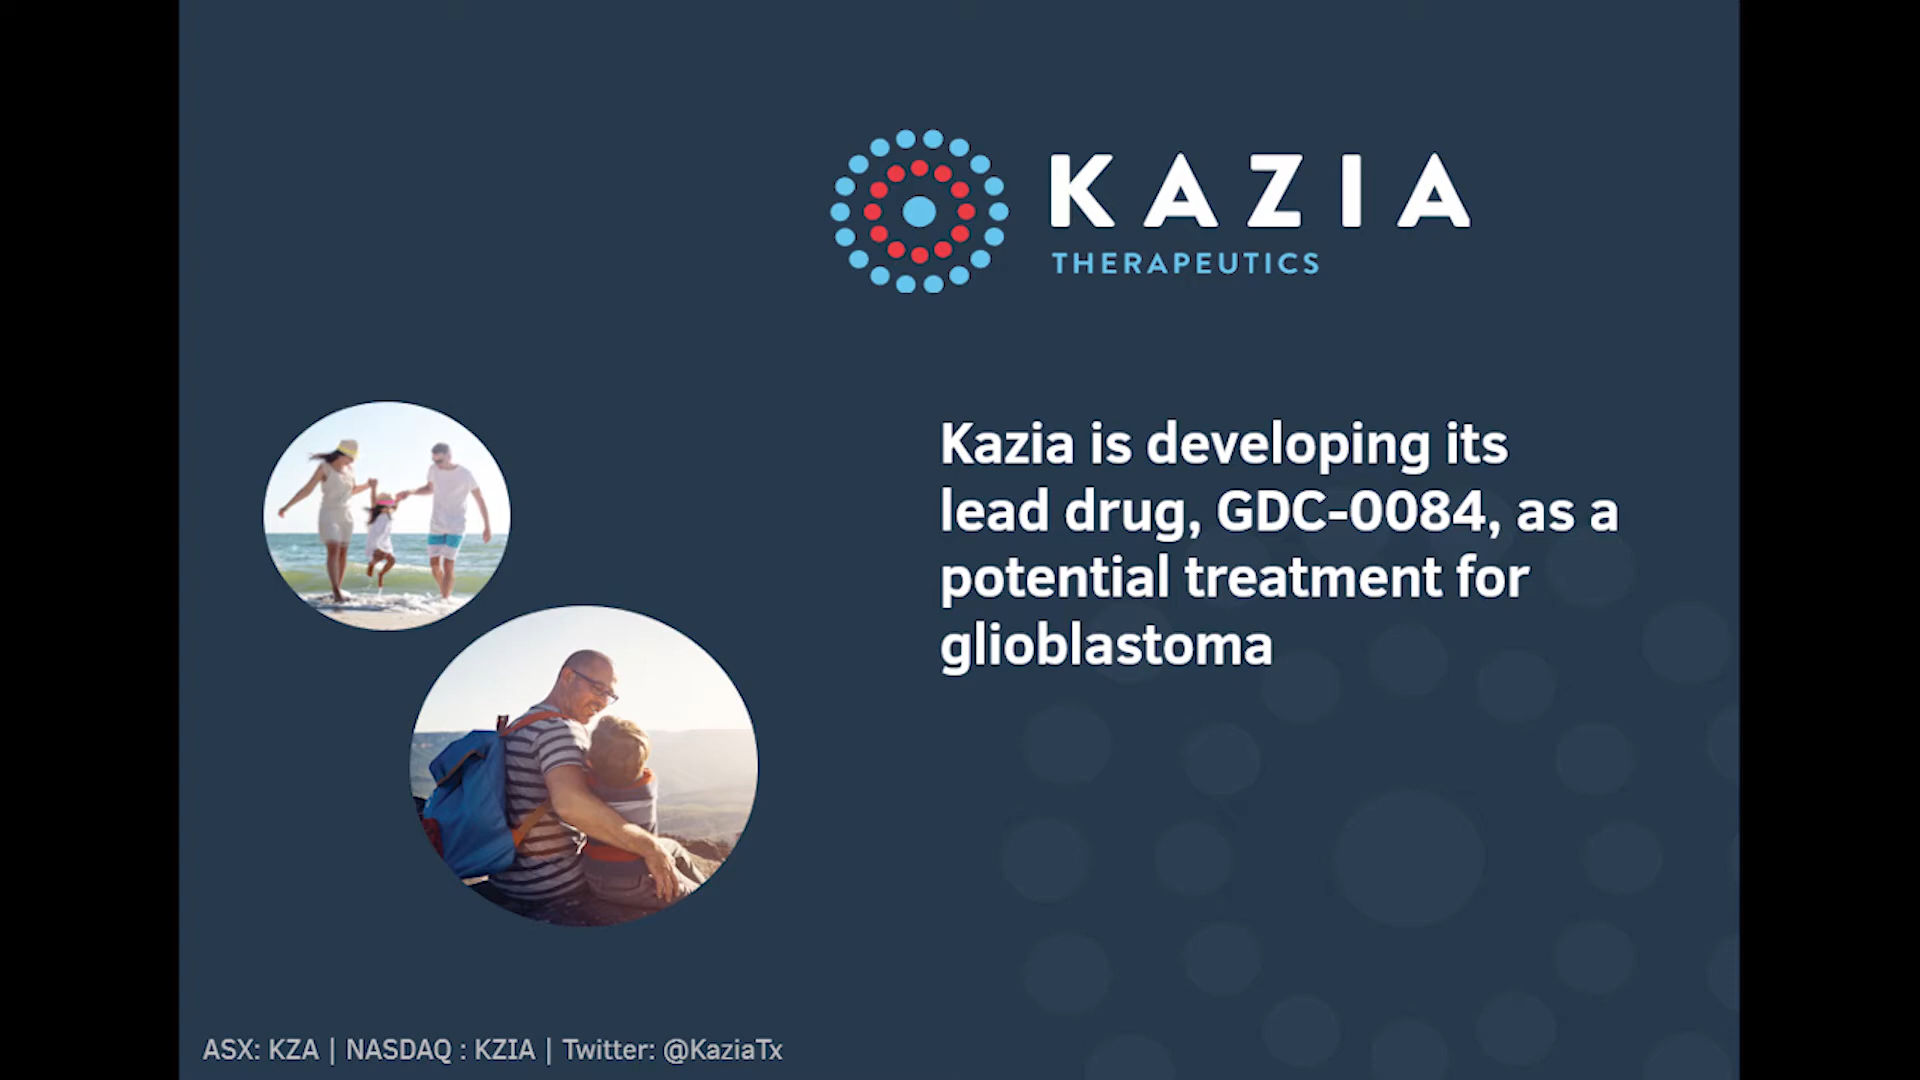 KAZIA
THERAPEUTICS
Kazia is developing its
lead drug, GDC-0084, as a
potential treatment for
glioblastoma
ASX: KZA | NASDAQ : KZIA | Twitter: @KaziaTx